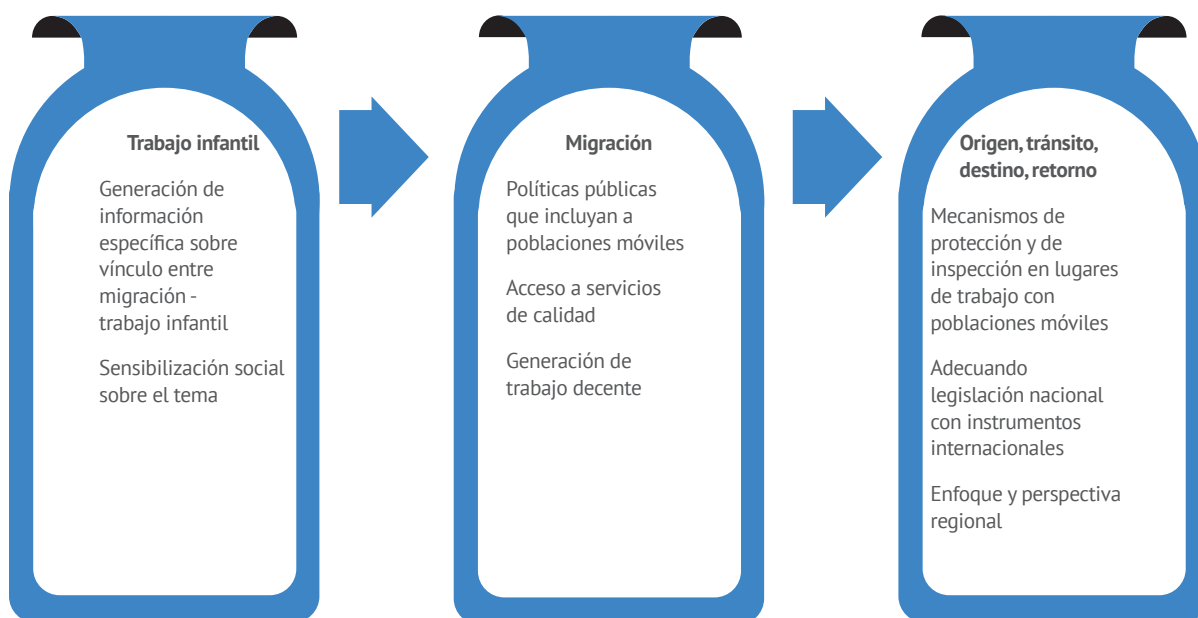 Trabajo infantil
Generación de
información
específica sobre
vínculo entre
migración -
trabajo infantil
Sensibilización social
sobre el tema
Migración
Políticas públicas
que incluyan a
poblaciones móviles
Acceso a servicios
de calidad
Generación de
trabajo decente
Origen, tránsito,
destino, retorno
Mecanismos de
protección y de
inspección en lugares
de trabajo con
poblaciones móviles
Adecuando
legislación nacional
con instrumentos
internacionales
Enfoque y perspectiva
regional